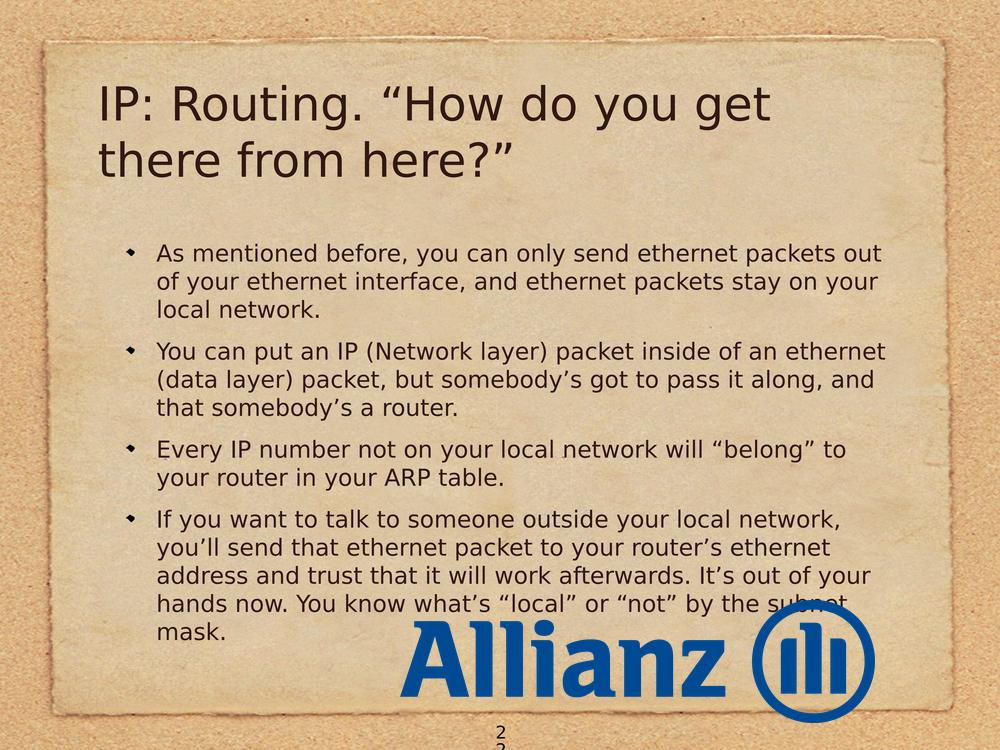 IP: Routing. “How do you get
there from here?”
As mentioned before, you can only send ethernet packets out
of your ethernet interface, and ethernet packets stay on your
local network.
You can put an IP (Network layer) packet inside of an ethernet
(data layer) packet, but somebody’s got to pass it along, and
that somebody’s a router.
Every IP number not on your local network will “belong” to
your router in your ARP table.
If you want to talk to someone outside your local network,
you’ll send that ethernet packet to your router’s ethernet
address and trust that it will work afterwards. It’s out of your
hands now. You know what’s “local” or “not” by the subnet
mask.
Allianz
2
2